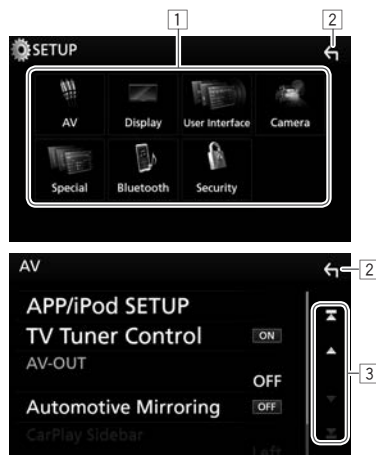 1
2
SETUP
AV
Display
User Interface
Camera
Special
Bluetooth
Security
AV
2
APP/iPod SETUP
TV Tuner Control ON
3
AV-OUT
OFF
Automotive Mirroring OFF
CarPlay Sidebar
Left